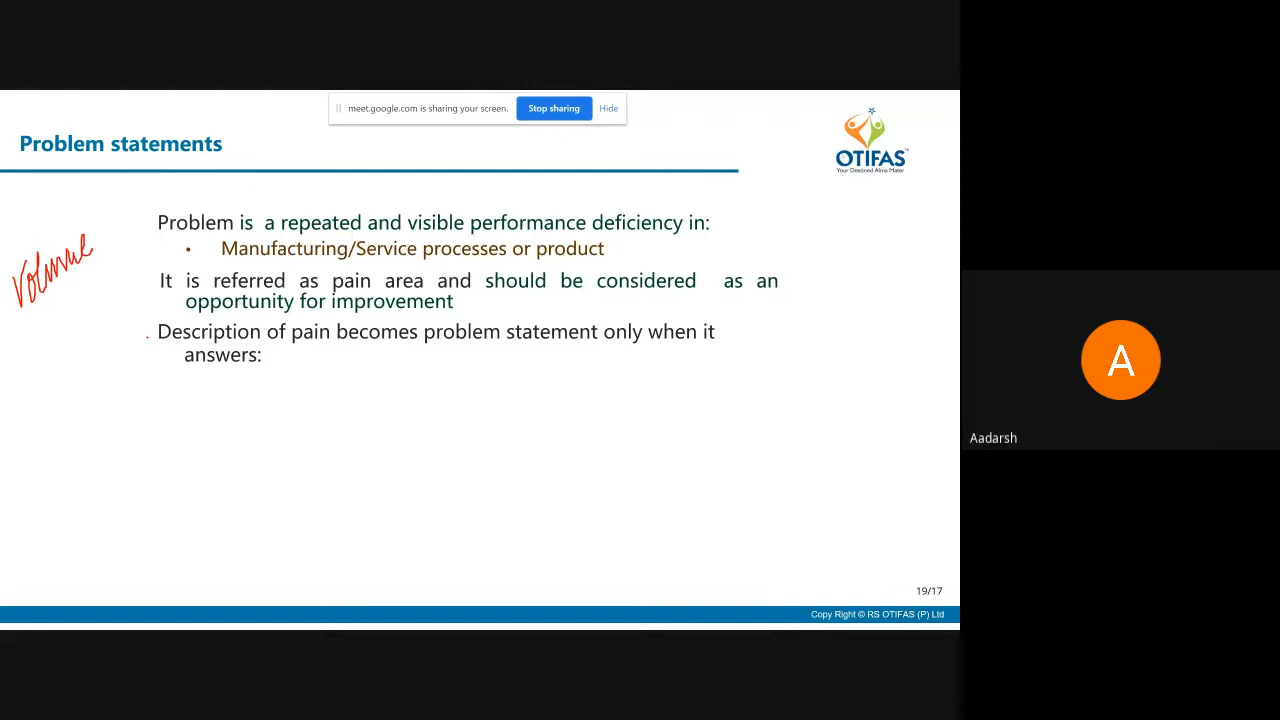 meet.google.com is sharing your screen. Stop sharing Hide
Problem statements
OTIFAS™
Your Destined Alma Mater
Problem is a repeated and visible performance deficiency in:
• Manufacturing/Service processes or product
Volume
It is referred as pain area and should be considered as an
opportunity for improvement
Description of pain becomes problem statement only when it
answers:
A
Aadarsh
19/17
Copy Right © RS OTIFAS (P) Ltd